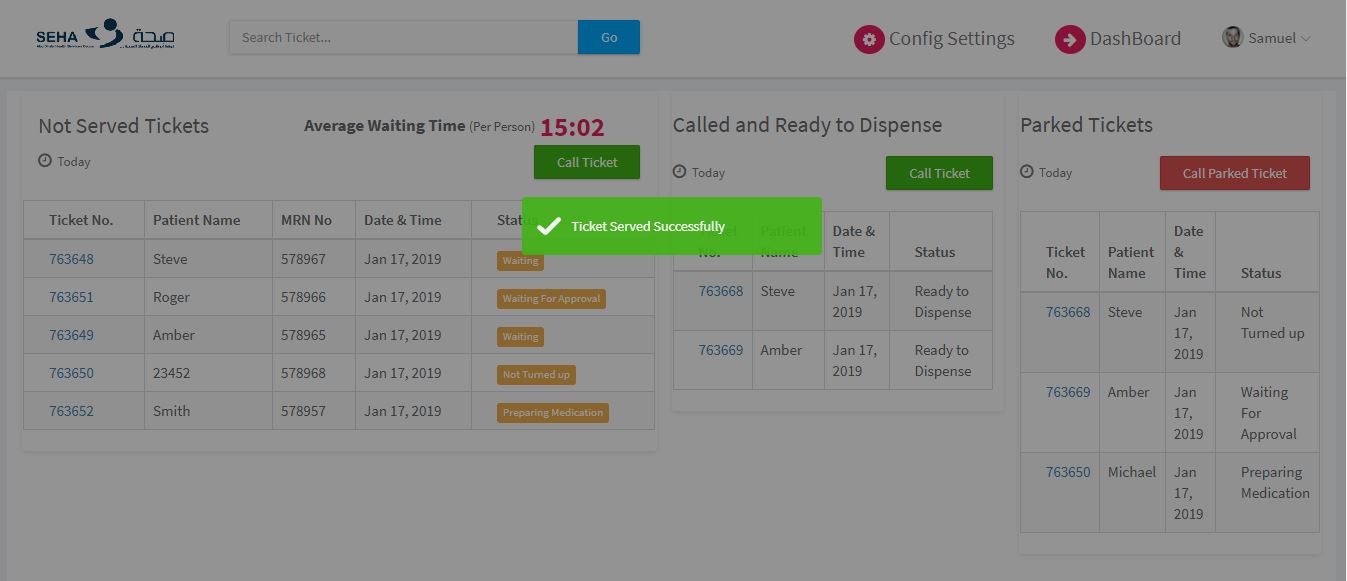 SEHA صحة
Search Ticket...
Go
Config Settings
DashBoard
Samuel
Not Served Tickets
Average Waiting Time (Per Person) 15:02
Today
Call Ticket
Ticket No. Patient Name MRN No Date & Time
763648 Steve 578967 Jan 17, 2019 Waiting
763651 Roger 578966 Jan 17, 2019 Waiting For Approval
763649 Amber 578965 Jan 17, 2019 Waiting
763650 23452 578968 Jan 17, 2019 Not Turned up
763652 Smith 578957 Jan 17, 2019 Preparing Medication
Ticket Served Successfully
Called and Ready to Dispense
Today
Call Ticket
Patient Date &
No. Name Time Status
763668 Steve Jan 17, Ready to
2019 Dispense
763669 Amber Jan 17, Ready to
2019 Dispense
Parked Tickets
Today
Call Parked Ticket
Date
Ticket Patient &
No. Name Time Status
763668 Steve Jan Not
17, Turned up
2019
763669 Amber Jan Waiting
17, For
2019 Approval
763650 Michael Jan Preparing
17, Medication
2019